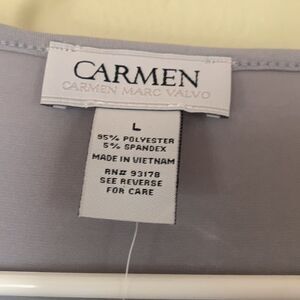 CARMEN
CARMEN MARC VALVO
L
95% POLYESTER
5% SPANDEX
MADE IN VIETNAM
RN# 93178
SEE REVERSE
FOR CARE